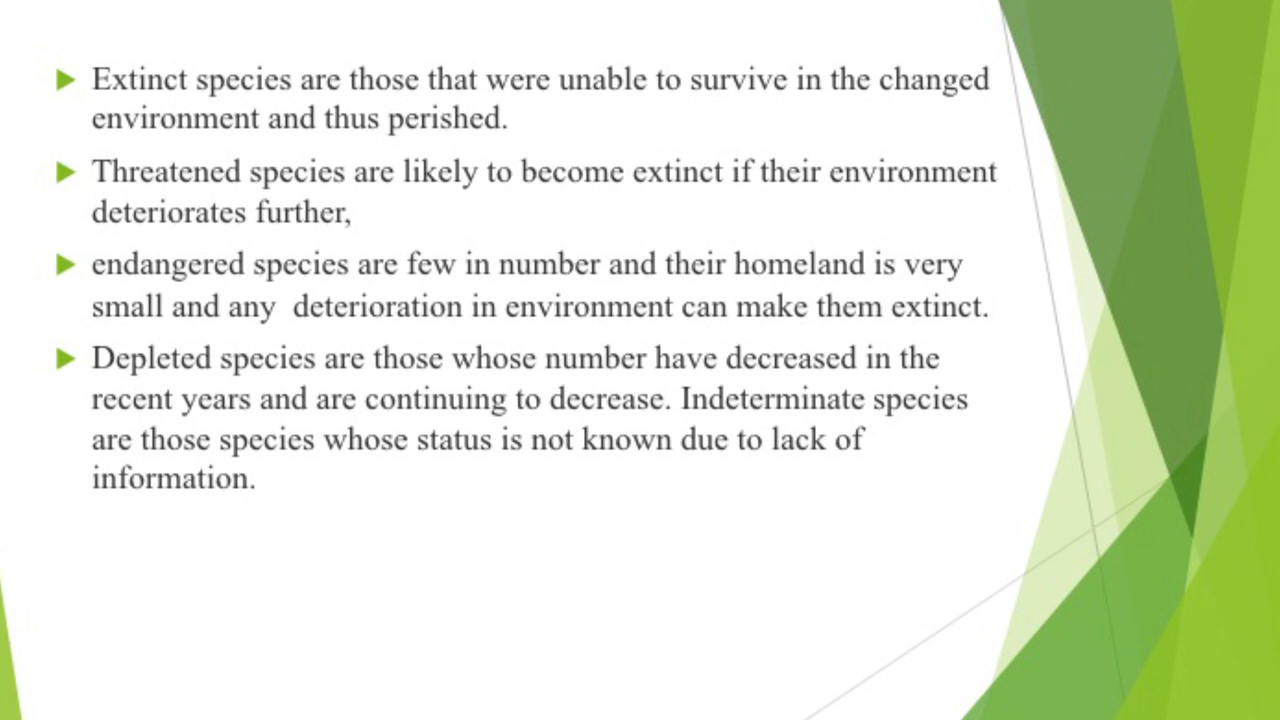 Extinct species are those that were unable to survive in the changed
environment and thus perished.
Threatened species are likely to become extinct if their environment
deteriorates further,
endangered species are few in number and their homeland is very
small and any  deterioration in environment can make them extinct.
Depleted species are those whose number have decreased in the
recent years and are continuing to decrease. Indeterminate species
are those species whose status is not known due to lack of
information.